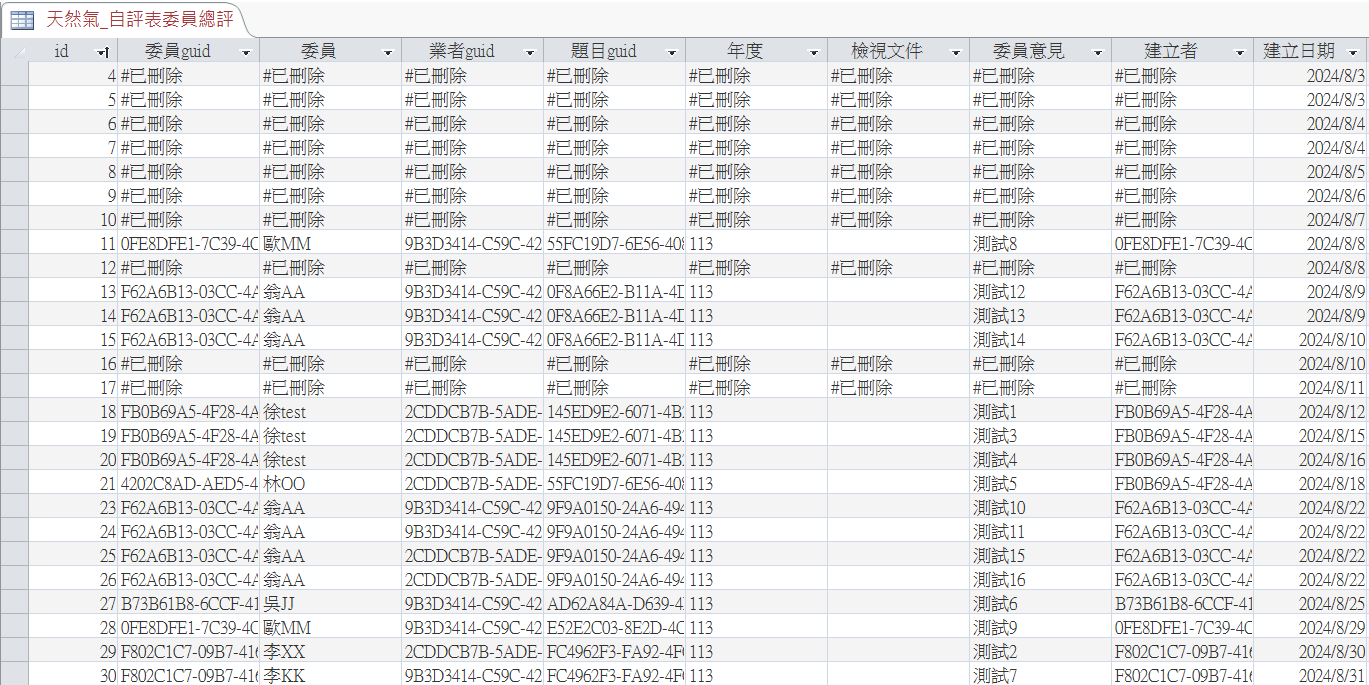 天然氣_自評表委員總評
id 委員guid 委員 業者guid 題目guid 年度 檢視文件 委員意見 建立者 建立日期
4 #已刪除 #已刪除 #已刪除 #已刪除 #已刪除 #已刪除 #已刪除 #已刪除 2024/8/3
5 #已刪除 #已刪除 #已刪除 #已刪除 #已刪除 #已刪除 #已刪除 #已刪除 2024/8/3
6 #已刪除 #已刪除 #已刪除 #已刪除 #已刪除 #已刪除 #已刪除 #已刪除 2024/8/4
7 #已刪除 #已刪除 #已刪除 #已刪除 #已刪除 #已刪除 #已刪除 #已刪除 2024/8/4
8 #已刪除 #已刪除 #已刪除 #已刪除 #已刪除 #已刪除 #已刪除 #已刪除 2024/8/5
9 #已刪除 #已刪除 #已刪除 #已刪除 #已刪除 #已刪除 #已刪除 #已刪除 2024/8/6
10 #已刪除 #已刪除 #已刪除 #已刪除 #已刪除 #已刪除 #已刪除 #已刪除 2024/8/7
11 0FE8DFE1-7C39-4C 歐MM 9B3D3414-C59C-42 55FC19D7-6E56-408 113 測試8 0FE8DFE1-7C39-4C 2024/8/8
12 #已刪除 #已刪除 #已刪除 #已刪除 #已刪除 #已刪除 #已刪除 #已刪除 2024/8/8
13 F62A6B13-03CC-4A 翁AA 9B3D3414-C59C-42 0F8A66E2-B11A-4D 113 測試12 F62A6B13-03CC-4A 2024/8/9
14 F62A6B13-03CC-4A 翁AA 9B3D3414-C59C-42 0F8A66E2-B11A-4D 113 測試13 F62A6B13-03CC-4A 2024/8/9
15 F62A6B13-03CC-4A 翁AA 9B3D3414-C59C-42 0F8A66E2-B11A-4D 113 測試14 F62A6B13-03CC-4A 2024/8/10
16 #已刪除 #已刪除 #已刪除 #已刪除 #已刪除 #已刪除 #已刪除 #已刪除 2024/8/10
17 #已刪除 #已刪除 #已刪除 #已刪除 #已刪除 #已刪除 #已刪除 #已刪除 2024/8/11
18 FB0B69A5-4F28-4A 徐test 2CDDCB7B-5ADE- 145ED9E2-6071-4B 113 測試1 FB0B69A5-4F28-4A 2024/8/12
19 FB0B69A5-4F28-4A 徐test 2CDDCB7B-5ADE- 145ED9E2-6071-4B 113 測試3 FB0B69A5-4F28-4A 2024/8/15
20 FB0B69A5-4F28-4A 徐test 2CDDCB7B-5ADE- 145ED9E2-6071-4B 113 測試4 FB0B69A5-4F28-4A 2024/8/16
21 4202C8AD-AED5-4 林OO 2CDDCB7B-5ADE- 55FC19D7-6E56-408 113 測試5 FB0B69A5-4F28-4A 2024/8/18
23 F62A6B13-03CC-4A 翁AA 9B3D3414-C59C-42 9F9A0150-24A6-494 113 測試10 F62A6B13-03CC-4A 2024/8/22
24 F62A6B13-03CC-4A 翁AA 9B3D3414-C59C-42 9F9A0150-24A6-494 113 測試11 F62A6B13-03CC-4A 2024/8/22
25 F62A6B13-03CC-4A 翁AA 2CDDCB7B-5ADE- 9F9A0150-24A6-494 113 測試15 F62A6B13-03CC-4A 2024/8/22
26 F62A6B13-03CC-4A 翁AA 2CDDCB7B-5ADE- 9F9A0150-24A6-494 113 測試16 F62A6B13-03CC-4A 2024/8/22
27 B73B61B8-6CCF-41 吳JJ 9B3D3414-C59C-42 AD62A84A-D639-4 113 測試6 B73B61B8-6CCF-41 2024/8/25
28 0FE8DFE1-7C39-4C 歐MM 9B3D3414-C59C-42 E52E2C03-8E2D-4C 113 測試9 0FE8DFE1-7C39-4C 2024/8/29
29 F802C1C7-09B7-416 李XX 2CDDCB7B-5ADE- FC4962F3-FA92-4F 113 測試2 F802C1C7-09B7-416 2024/8/30
30 F802C1C7-09B7-416 李KK 9B3D3414-C59C-42 FC4962F3-FA92-4F 113 測試7 F802C1C7-09B7-416 2024/8/31